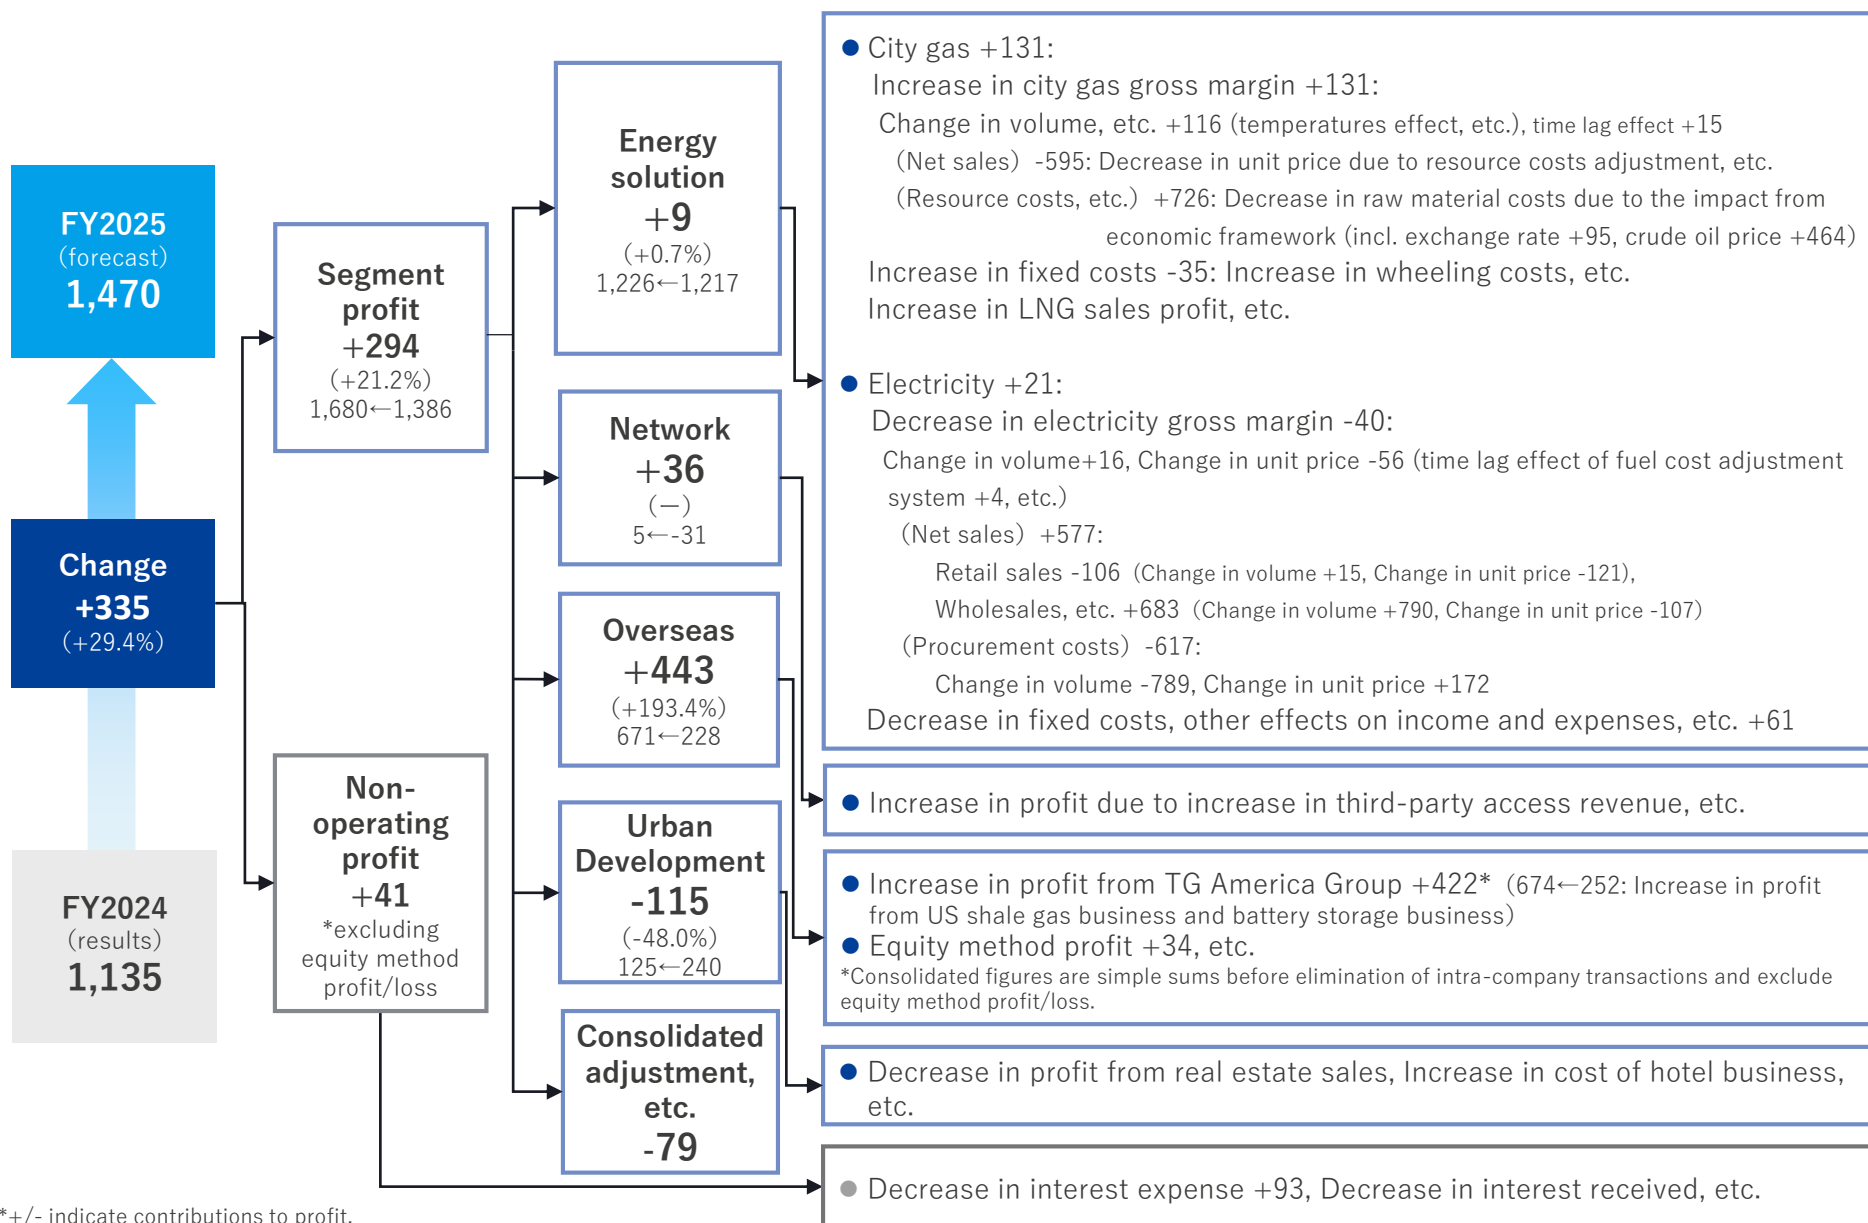 FY2025
(forecast)
1,470
Change
+335
(+29.4%)
FY2024
(results)
1,135
Segment
profit
+294
(+21.2%)
1,680←1,386
Non-
operating
profit
+41
*excluding
equity method
profit/loss
Energy
solution
+9
(+0.7%)
1,226←1,217
Network
+36
(—)
5←-31
Overseas
+443
(+193.4%)
671←228
Urban
Development
-115
(-48.0%)
125←240
Consolidated
adjustment,
etc.
-79
● City gas +131:
Increase in city gas gross margin +131:
Change in volume, etc. +116 (temperatures effect, etc.), time lag effect +15
(Net sales) -595: Decrease in unit price due to resource costs adjustment, etc.
(Resource costs, etc.) +726: Decrease in raw material costs due to the impact from
economic framework (incl. exchange rate +95, crude oil price +464)
Increase in fixed costs -35: Increase in wheeling costs, etc.
Increase in LNG sales profit, etc.
● Electricity +21:
Decrease in electricity gross margin -40:
Change in volume+16, Change in unit price -56 (time lag effect of fuel cost adjustment
system +4, etc.)
(Net sales) +577:
Retail sales -106 (Change in volume +15, Change in unit price -121),
Wholesales, etc. +683 (Change in volume +790, Change in unit price -107)
(Procurement costs) -617:
Change in volume -789, Change in unit price +172
Decrease in fixed costs, other effects on income and expenses, etc. +61
● Increase in profit due to increase in third-party access revenue, etc.
● Increase in profit from TG America Group +422* (674←252: Increase in profit
from US shale gas business and battery storage business)
● Equity method profit +34, etc.
*Consolidated figures are simple sums before elimination of intra-company transactions and exclude
equity method profit/loss.
● Decrease in profit from real estate sales, Increase in cost of hotel business,
etc.
● Decrease in interest expense +93, Decrease in interest received, etc.
*+/- indicate contributions to profit.